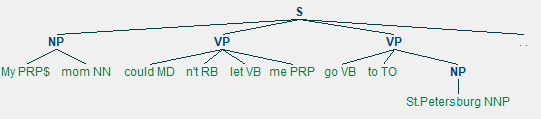 S
NP VP VP
My PRP$ mom NN could MD n't RB let VB me PRP go VB to TO NP . .
St.Petersburg NNP